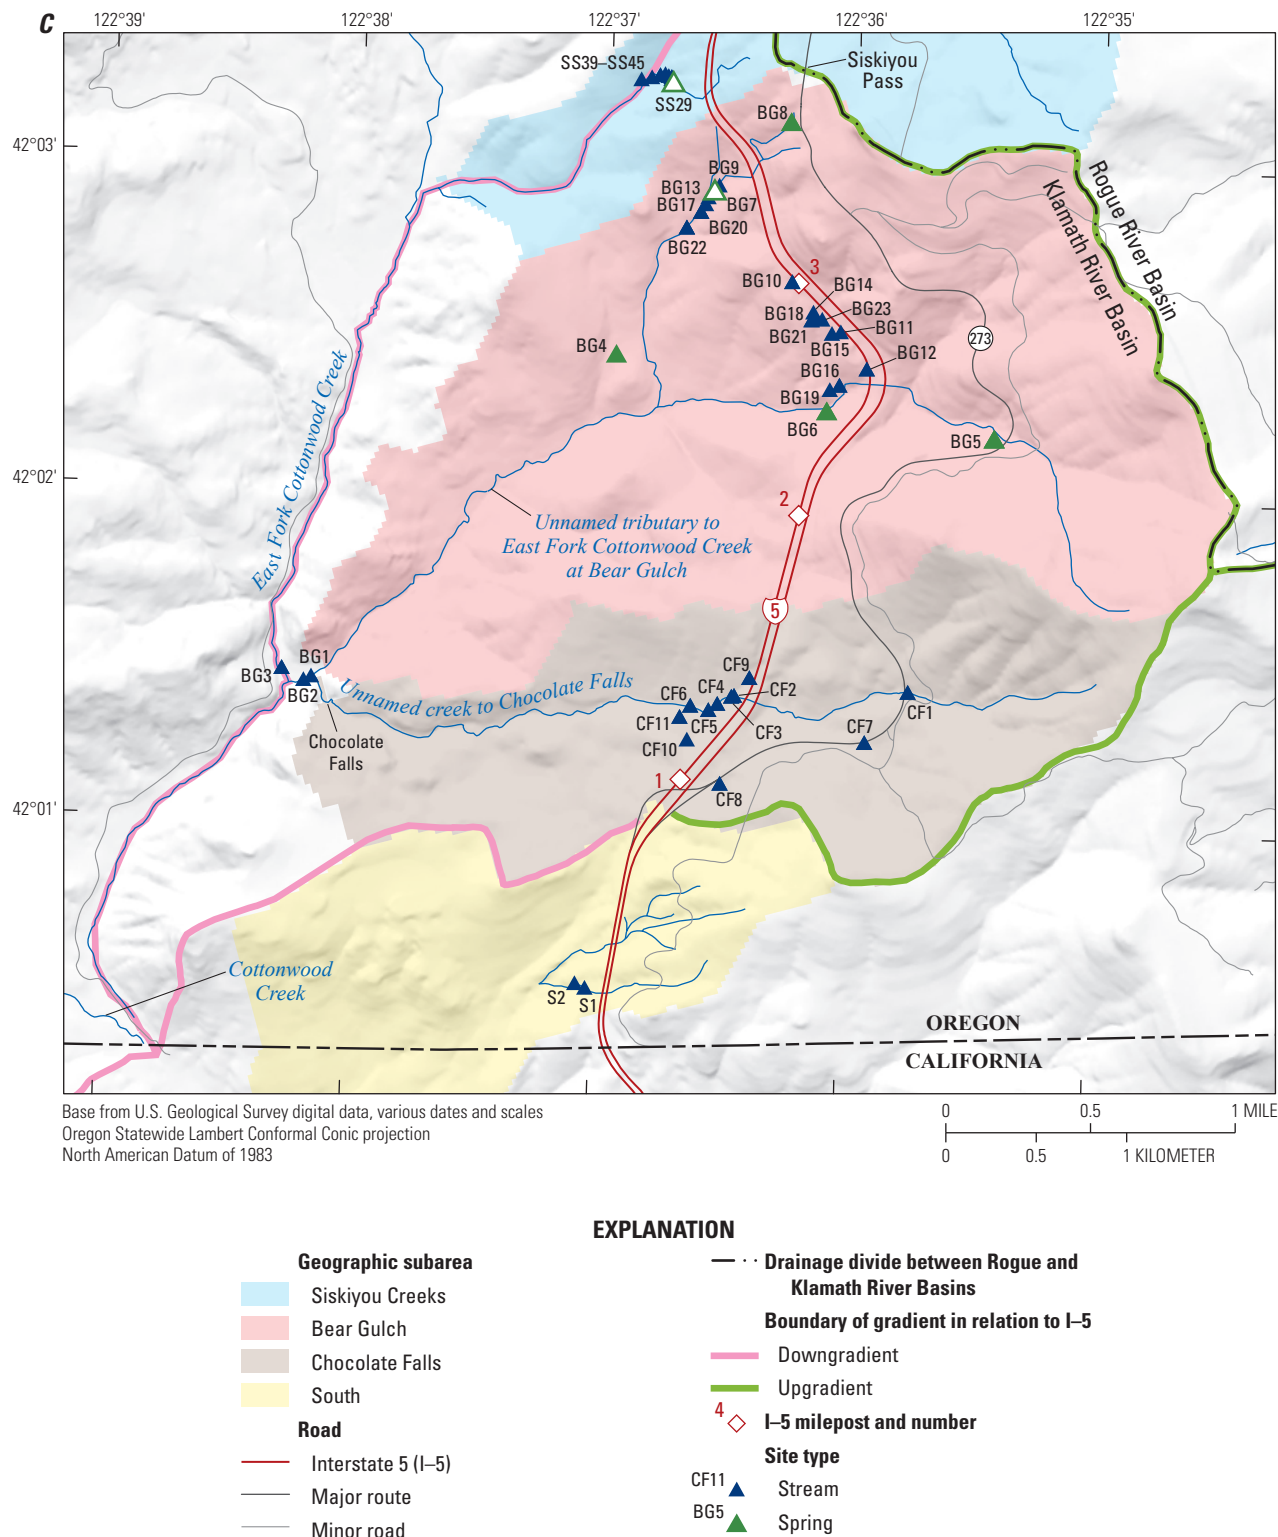 C
122°39'
122°38'
122°37'
122°36'
122°35'
SS39–SS45
SS29
Siskiyou
Pass
BG8
42°03'
BG9
BG13
BG7
BG17
BG20
BG22
Rogue River Basin
Klamath River Basin
3
BG10
BG14
BG18
BG23
BG21
BG11
BG15
273
BG4
BG12
BG16
BG19
BG6
BG5
East Fork Cottonwood Creek
42°02'
2
Unnamed tributary to
East Fork Cottonwood Creek
at Bear Gulch
5
BG1
BG3
BG2
Unnamed creek to Chocolate Falls
CF9
CF4
CF2
CF6
CF1
CF11
CF5
CF3
CF7
CF10
Chocolate
Falls
1
CF8
42°01'
Cottonwood
Creek
S2
S1
OREGON
CALIFORNIA
Base from U.S. Geological Survey digital data, various dates and scales
Oregon Statewide Lambert Conformal Conic projection
North American Datum of 1983
0 0.5 1 MILE
0 0.5 1 KILOMETER
EXPLANATION
Geographic subarea
Siskiyou Creeks
Bear Gulch
Chocolate Falls
South
Road
Interstate 5 (I–5)
Major route
Minor road
Drainage divide between Rogue and
Klamath River Basins
Boundary of gradient in relation to I–5
Downgradient
Upgradient
4
I–5 milepost and number
Site type
CF11
Stream
BG5
Spring